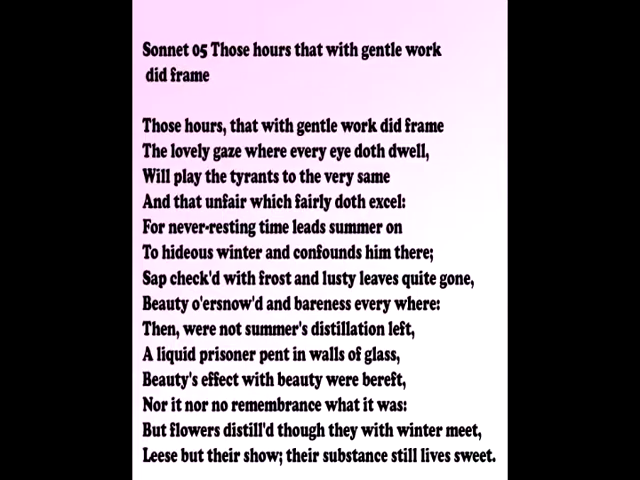 Sonnet 05 Those hours that with gentle work
did frame
Those hours, that with gentle work did frame
The lovely gaze where every eye doth dwell,
Will play the tyrants to the very same
And that unfair which fairly doth excel:
For never-resting time leads summer on
To hideous winter and confounds him there;
Sap check'd with frost and lusty leaves quite gone,
Beauty o'ersnow'd and bareness every where:
Then, were not summer's distillation left,
A liquid prisoner pent in walls of glass,
Beauty's effect with beauty were bereft,
Nor it nor no remembrance what it was:
But flowers distill'd though they with winter meet,
Leese but their show; their substance still lives sweet.